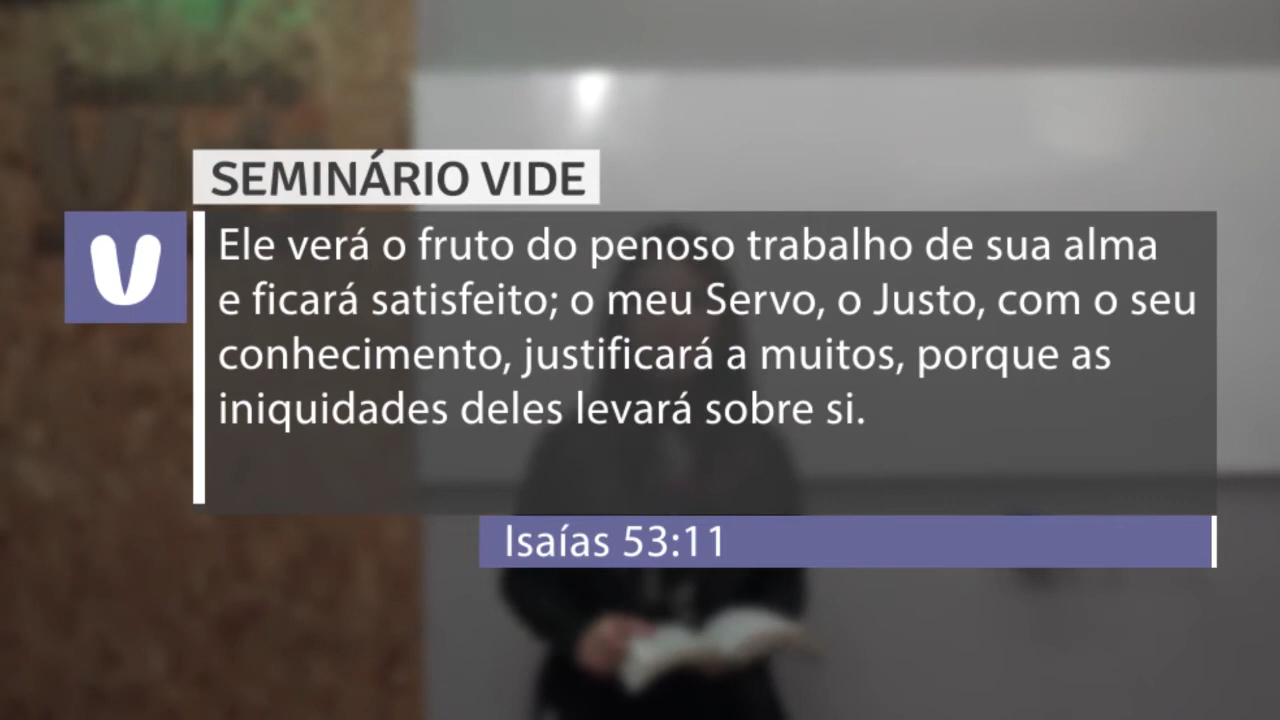 SEMINÁRIO VIDE
Ele verá o fruto do penoso trabalho de sua alma
e ficará satisfeito; o meu Servo, o Justo, com o seu
conhecimento, justificará a muitos, porque as
iniquidades deles levará sobre si.
Isaías 53:11